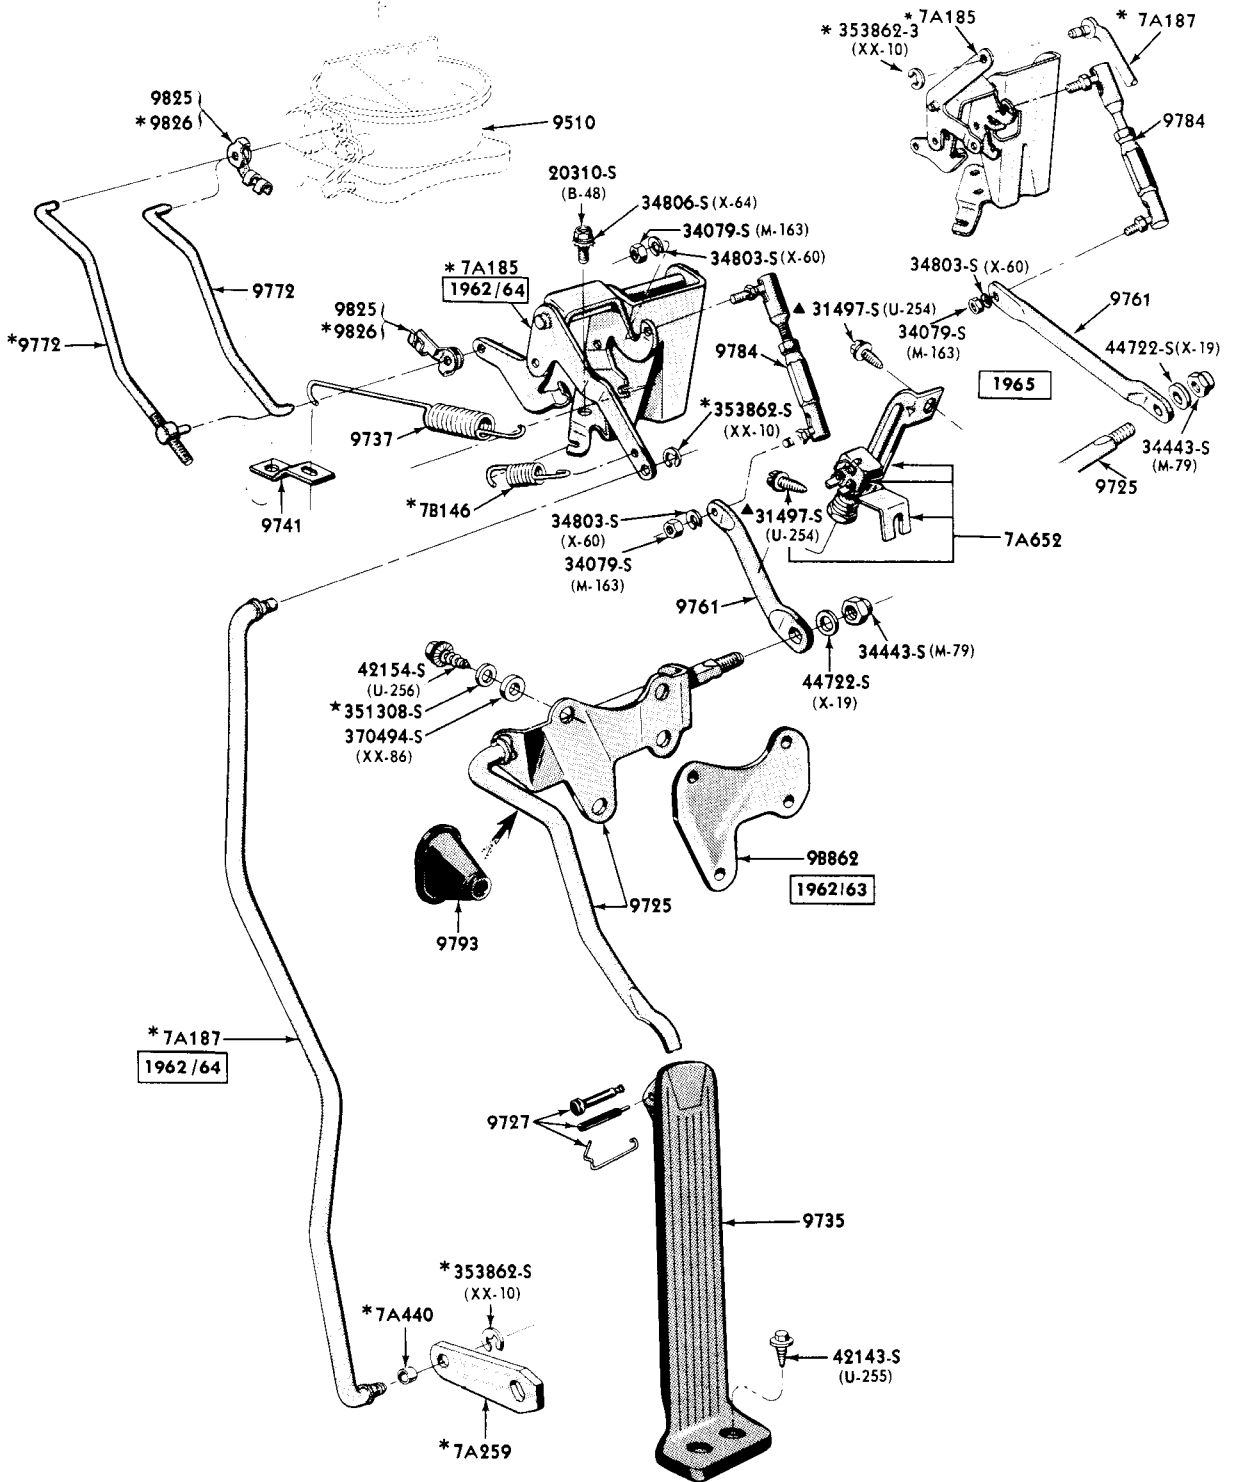 * 7A185
* 7A187
* 353862-3
(XX-10)
9825
*9826
9510
9784
20310-S
(B-48)
34806-S (X-64)
34079-S (M-163)
34803-S (X-60)
* 7A185
1962/64
9772
*9772
9825
*9826
▲ 31497-S (U-254)
9784
34803-S (X-60)
9761
34079-S
(M-163)
44722-S (X-19)
1965
34443-S
(M-79)
9725
9737
* 353862-S
(XX-10)
9741
* 7B146
34803-S
(X-60)
34079-S
(M-163)
▲ 31497-S
(U-254)
7A652
9761
34443-S (M-79)
44722-S
(X-19)
42154-S
(U-256)
* 351308-S
370494-S
(XX-86)
9B862
1962/63
9725
9793
* 7A187
1962/64
9727
9735
* 353862-S
(XX-10)
* 7A440
42143-S
(U-255)
* 7A259